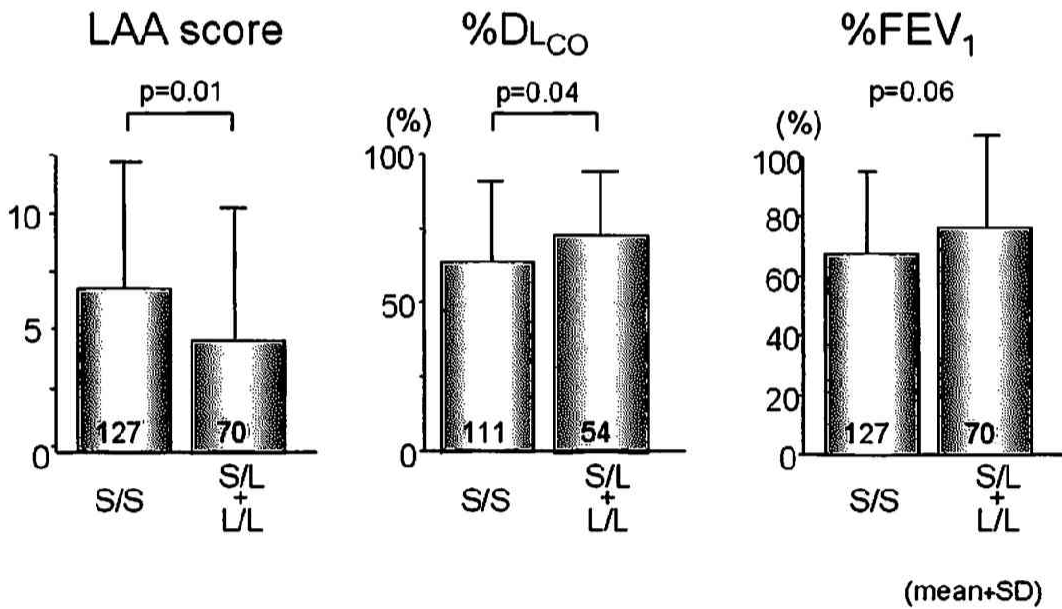 LAA score
p=0.01
10
5
0
127
70
S/S
S/L
+
L/L
%DLCO
p=0.04
(%)
100
50
0
111
54
S/S
S/L
+
L/L
%FEV1
p=0.06
(%)
100
80
60
40
20
0
127
70
S/S
S/L
+
L/L
(mean+SD)